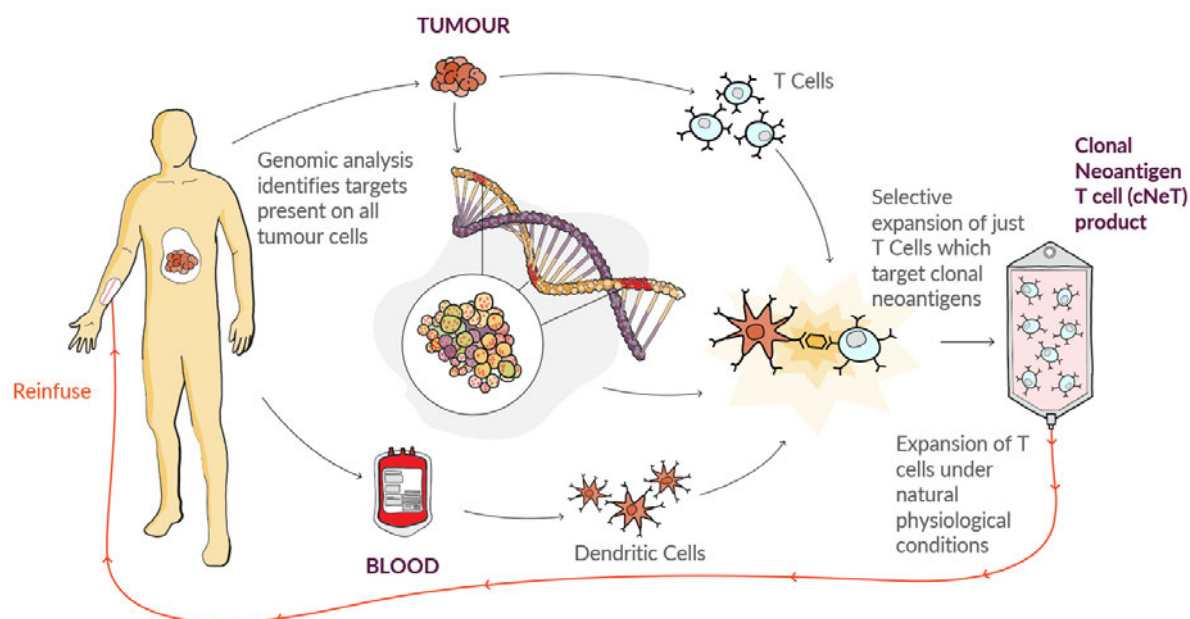 TUMOUR
T Cells
Genomic analysis
identifies targets
present on all
tumour cells
Clonal
Neoantigen
T cell (cNeT)
product
Selective
expansion of just
T Cells which
target clonal
neoantigens
Reinfuse
Expansion of T
cells under
natural
physiological
conditions
Dendritic Cells
BLOOD